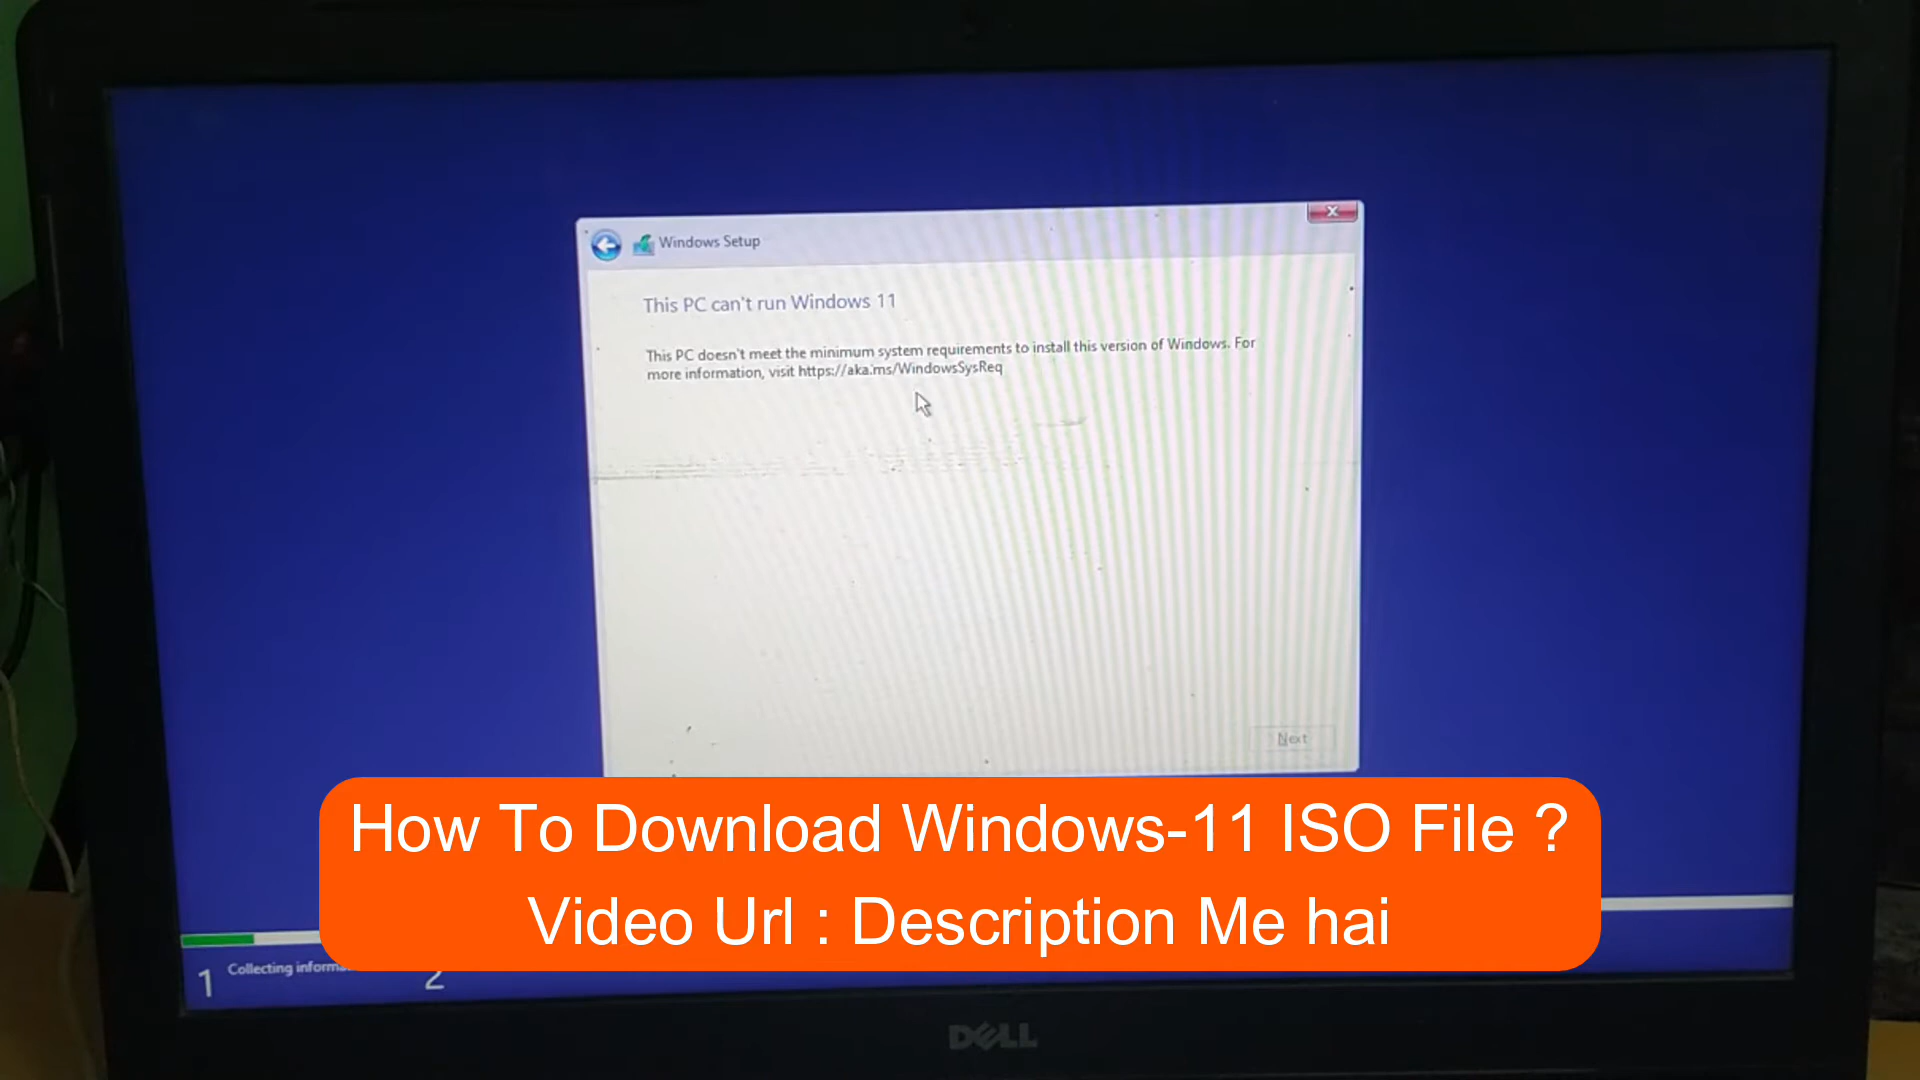 Windows Setup
This PC can't run Windows 11
This PC doesn't meet the minimum system requirements to install this version of Windows. For
more information, visit https://aka.ms/WindowsSysReq
Next
How To Download Windows-11 ISO File ?
Video Url : Description Me hai
1 Collecting
2
DELL